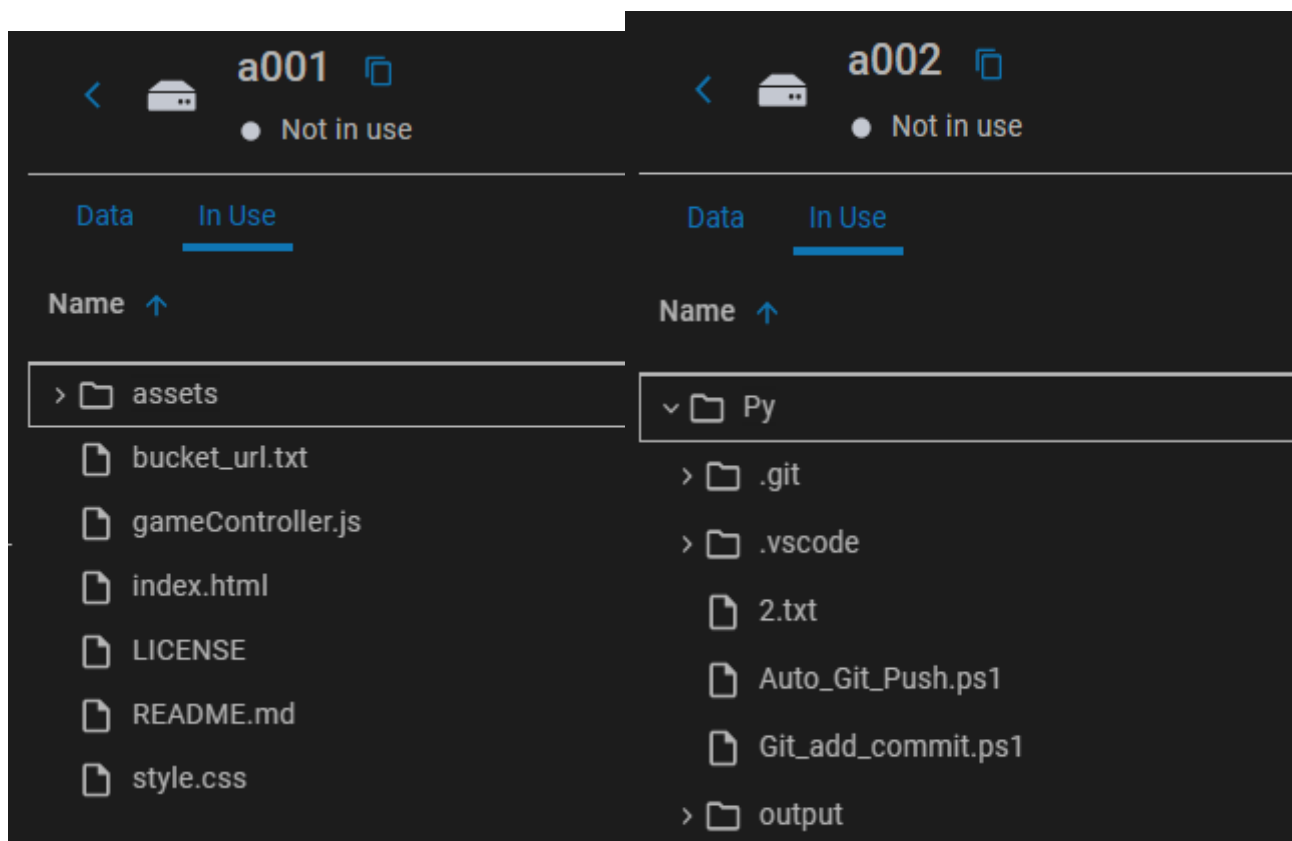 a001
Not in use
Data In Use
Name
assets
bucket_url.txt
gameController.js
index.html
LICENSE
README.md
style.css
a002
Not in use
Data In Use
Name
Py
.git
.vscode
2.txt
Auto_Git_Push.ps1
Git_add_commit.ps1
output